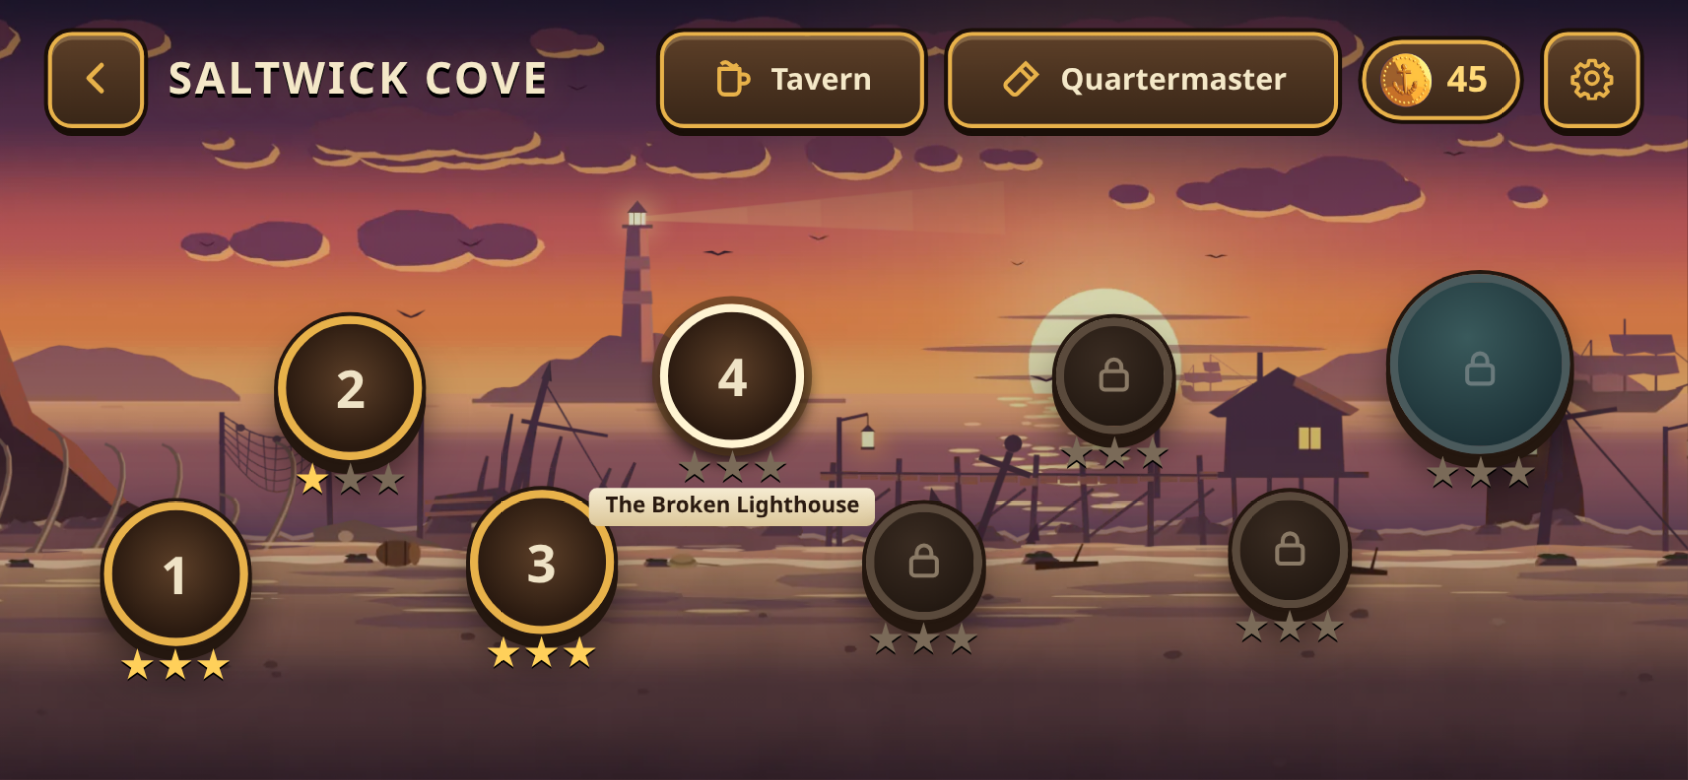 SALTWICK COVE
Tavern
Quartermaster
45
2
4
The Broken Lighthouse
1
3